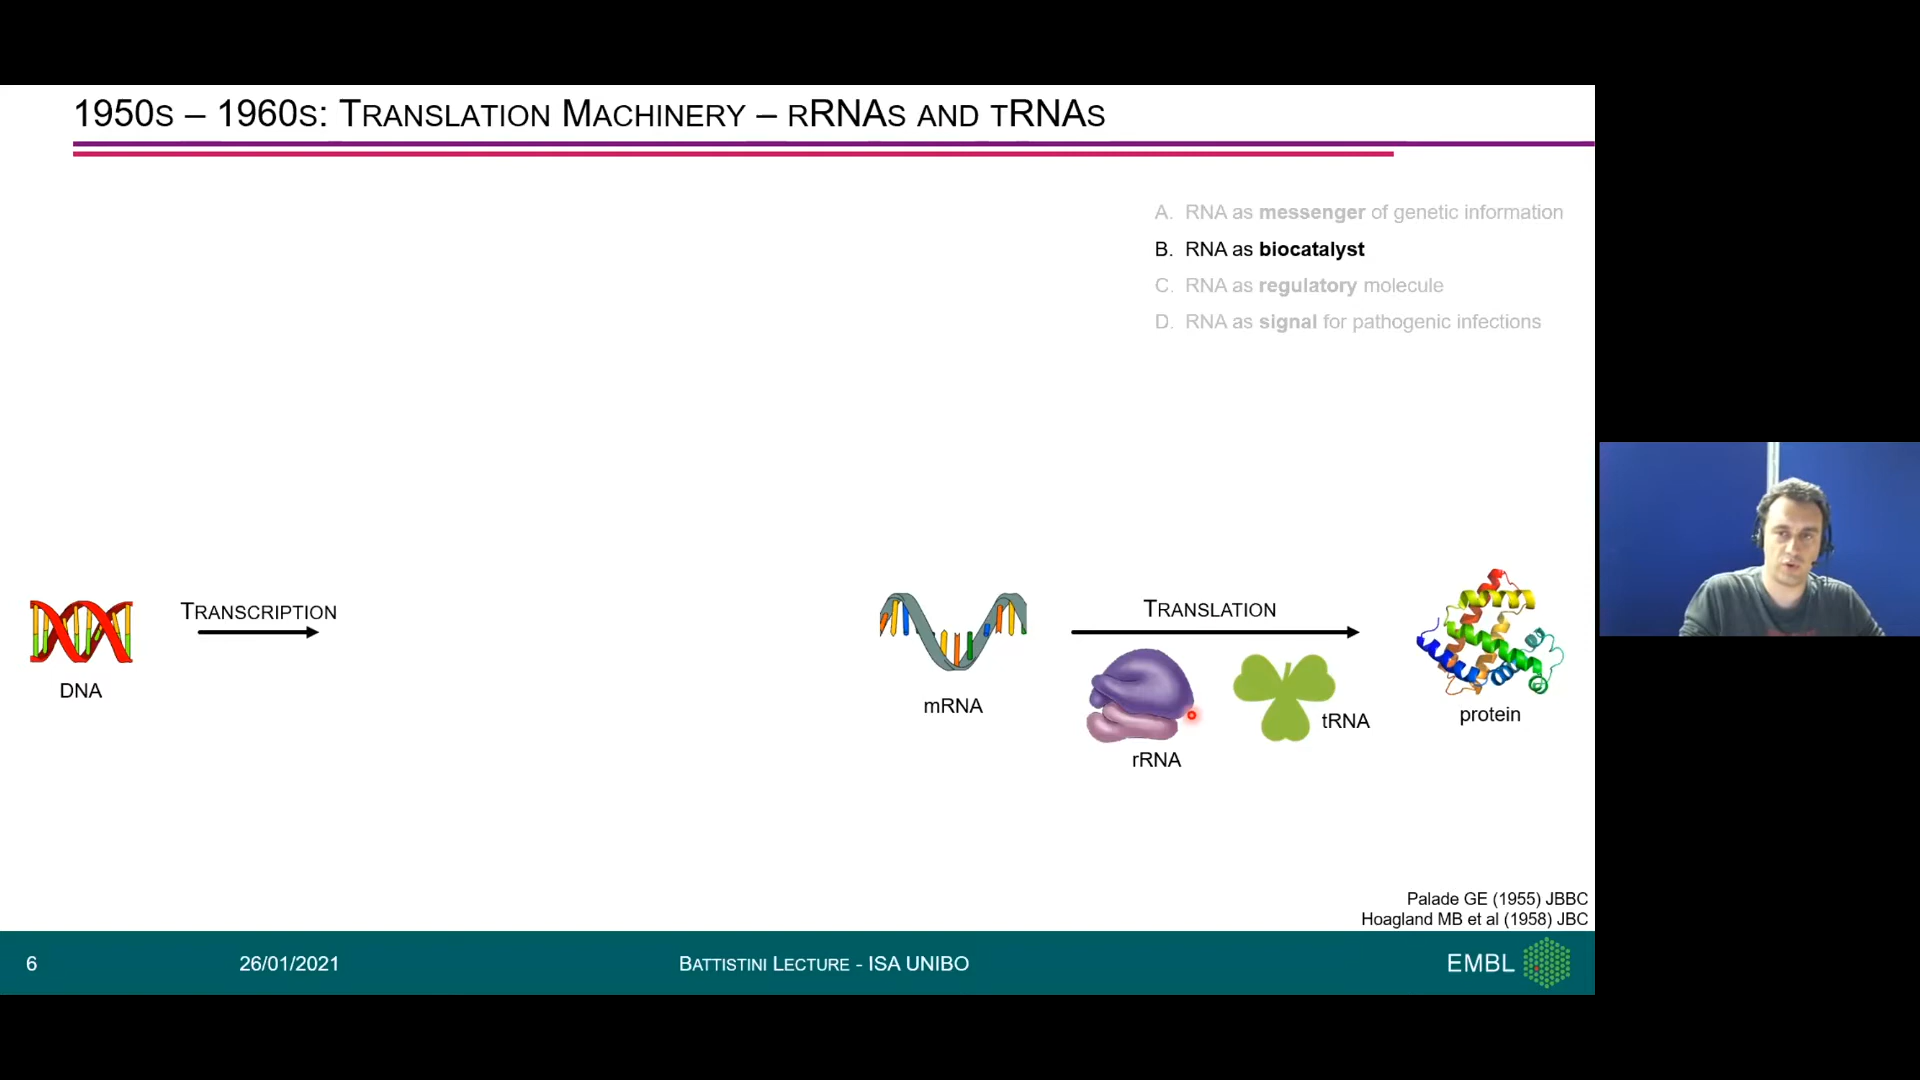 1950s – 1960s: Translation Machinery – rRNAs and tRNAs
A. RNA as messenger of genetic information
B. RNA as biocatalyst
C. RNA as regulatory molecule
D. RNA as signal for pathogenic infections
Transcription
Translation
DNA
mRNA
rRNA
tRNA
protein
Palade GE (1955) JBBC
Hoagland MB et al (1958) JBC
6
26/01/2021
Battistini Lecture - ISA UNIBO
EMBL